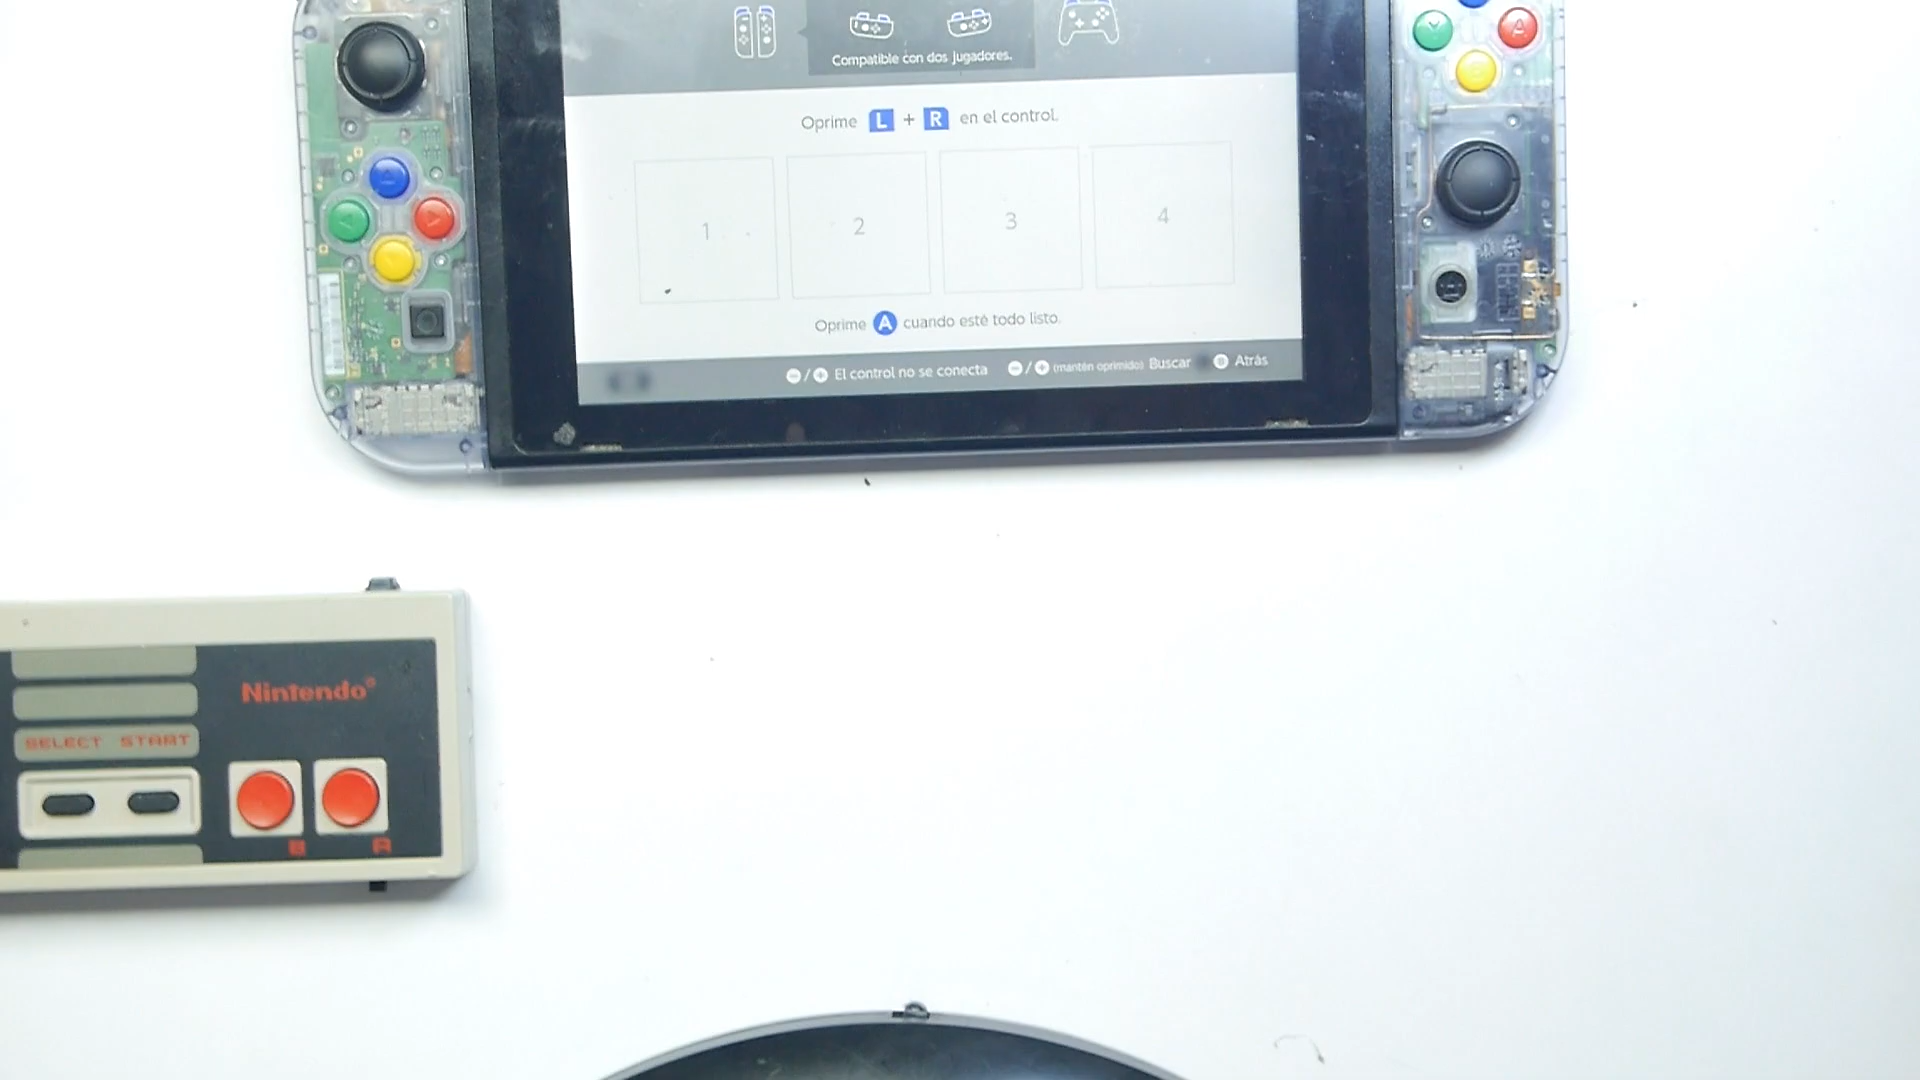 Compatible con dos jugadores.
Oprime L + R en el control.
1 2 3 4
Oprime A cuando esté todo listo.
-/+ El control no se conecta -/+ (mantén oprimido) Buscar B Atrás
Y A
Nintendo®
SELECT START
B A